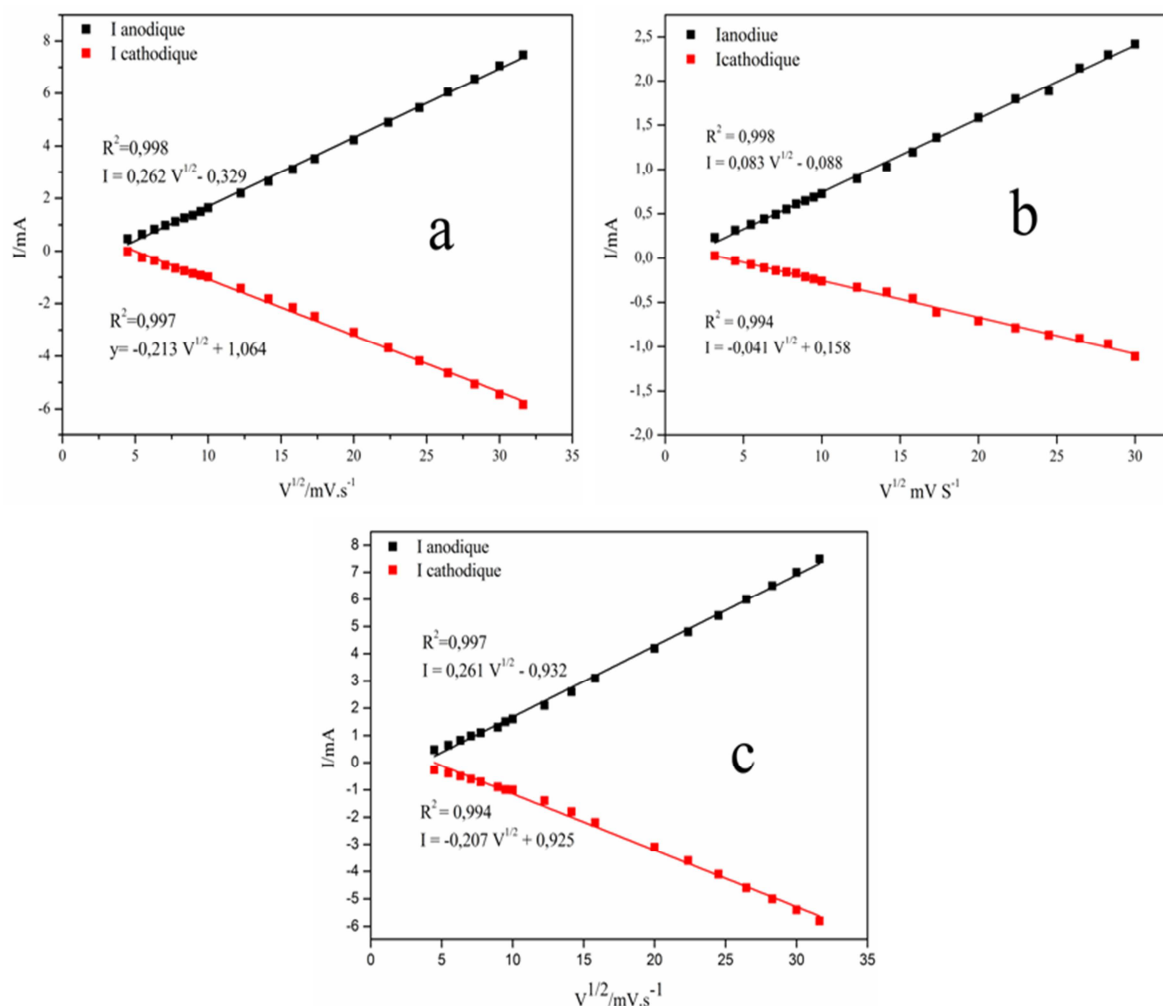 I anodique
I cathodique
8
6
4
2
0
-2
-4
-6
I/mA
R²=0,998
I = 0,262 V^1/2 - 0,329
a
R²=0,997
y= -0,213 V^1/2 + 1,064
0 5 10 15 20 25 30 35
V^1/2/mV.s^-1
Ianodiue
Icathodique
2,5
2,0
1,5
1,0
0,5
0,0
-0,5
-1,0
-1,5
-2,0
I/mA
R² = 0,998
I = 0,083 V^1/2 - 0,088
b
R² = 0,994
I = -0,041 V^1/2 + 0,158
0 5 10 15 20 25 30
V^1/2 mV S^-1
I anodique
I cathodique
8
7
6
5
4
3
2
1
0
-1
-2
-3
-4
-5
-6
I/mA
R²=0,997
I = 0,261 V^1/2 - 0,932
c
R² = 0,994
I = -0,207 V^1/2 + 0,925
0 5 10 15 20 25 30 35
V^1/2/mV.s^-1